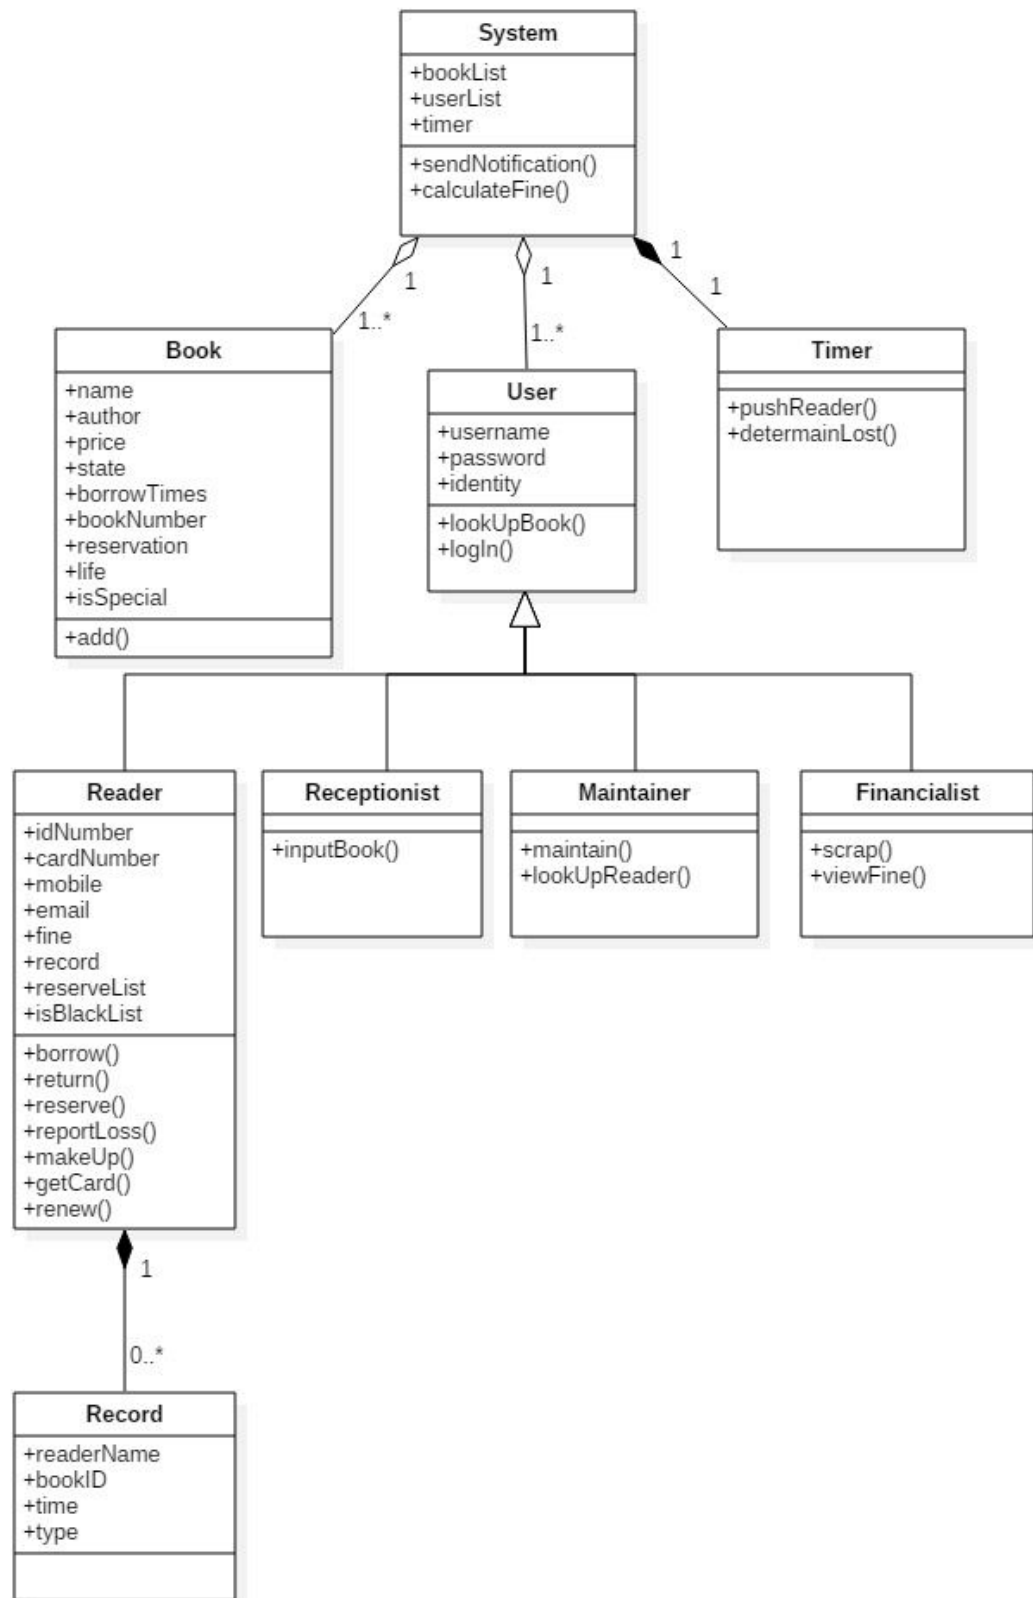 System
+bookList
+userList
+timer
+sendNotification()
+calculateFine()
1
1
1
1..*
1..*
1
Book
+name
+author
+price
+state
+borrowTimes
+bookNumber
+reservation
+life
+isSpecial
+add()
User
+username
+password
+identity
+lookUpBook()
+logIn()
Timer
+pushReader()
+determainLost()
Reader
+idNumber
+cardNumber
+mobile
+email
+fine
+record
+reserveList
+isBlackList
+borrow()
+return()
+reserve()
+reportLoss()
+makeUp()
+getCard()
+renew()
Receptionist
+inputBook()
Maintainer
+maintain()
+lookUpReader()
Financialist
+scrap()
+viewFine()
1
0..*
Record
+readerName
+bookID
+time
+type